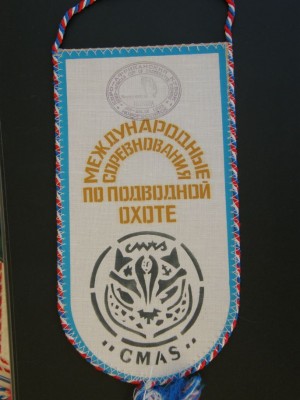 МЕЖДУНАРОДНЫЕ
СОРЕВНОВАНИЯ
ПО ПОДВОДНОЙ
ОХОТЕ
CMAS
CMAS